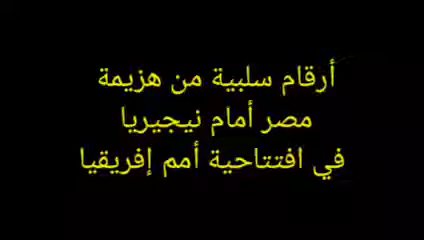 أرقام سلبية من هزيمة
مصر أمام نيجيريا
في افتتاحية أمم إفريقيا